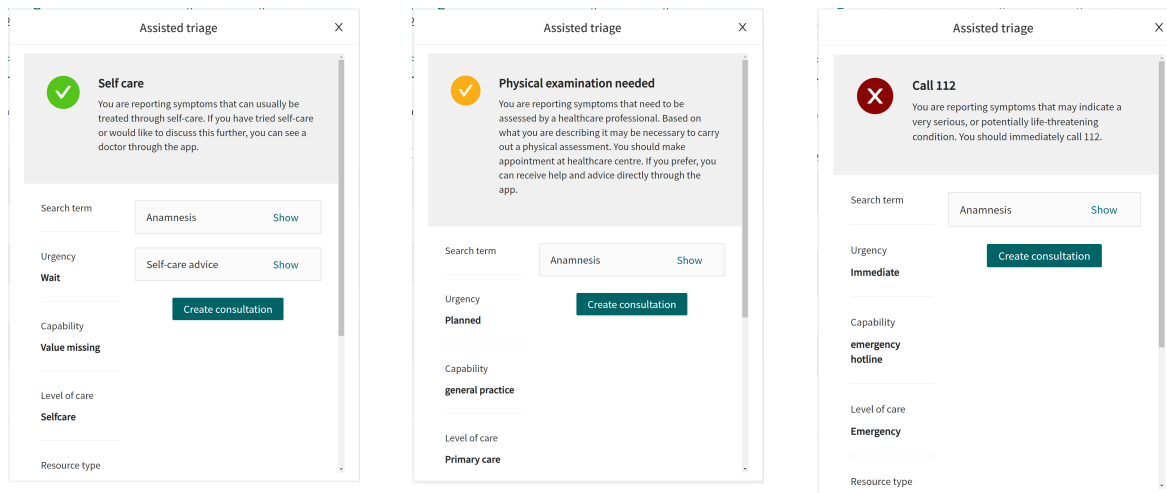 Assisted triage
X
Self care
You are reporting symptoms that can usually be
treated through self-care. If you have tried self-care
or would like to discuss this further, you can see a
doctor through the app.
Search term
Anamnesis
Show
Urgency
Wait
Self-care advice
Show
Create consultation
Capability
Value missing
Level of care
Selfcare
Resource type
Assisted triage
X
Physical examination needed
You are reporting symptoms that need to be
assessed by a healthcare professional. Based on
what you are describing it may be necessary to carry
out a physical assessment. You should make
appointment at healthcare centre. If you prefer, you
can receive help and advice directly through the
app.
Search term
Anamnesis
Show
Urgency
Planned
Create consultation
Capability
general practice
Level of care
Primary care
Assisted triage
X
Call 112
You are reporting symptoms that may indicate a
very serious, or potentially life-threatening
condition. You should immediately call 112.
Search term
Anamnesis
Show
Urgency
Immediate
Create consultation
Capability
emergency
hotline
Level of care
Emergency
Resource type